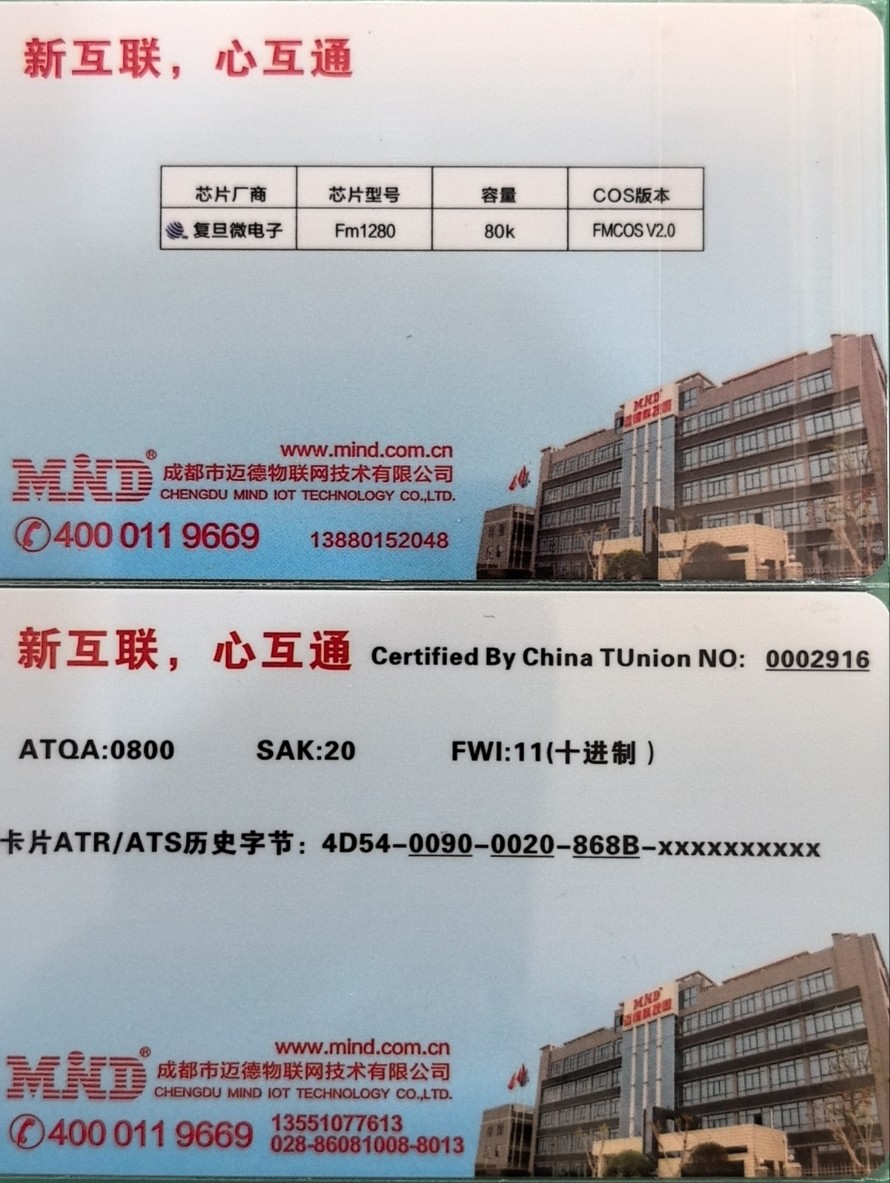 新互联，心互通
芯片厂商 芯片型号 容量 COS版本
复旦微电子 Fm1280 80k FMCOS V2.0
MND
www.mind.com.cn
MIND® 成都市迈德物联网技术有限公司
CHENGDU MIND IOT TECHNOLOGY CO.,LTD.
400 011 9669 13880152048
新互联，心互通 Certified By China TUnion NO: 0002916
ATQA:0800 SAK:20 FWI:11(十进制)
卡片ATR/ATS历史字节：4D54-0090-0020-868B-xxxxxxxxxx
MND
www.mind.com.cn
MIND® 成都市迈德物联网技术有限公司
CHENGDU MIND IOT TECHNOLOGY CO.,LTD.
400 011 9669 13551077613
028-86081008-8013